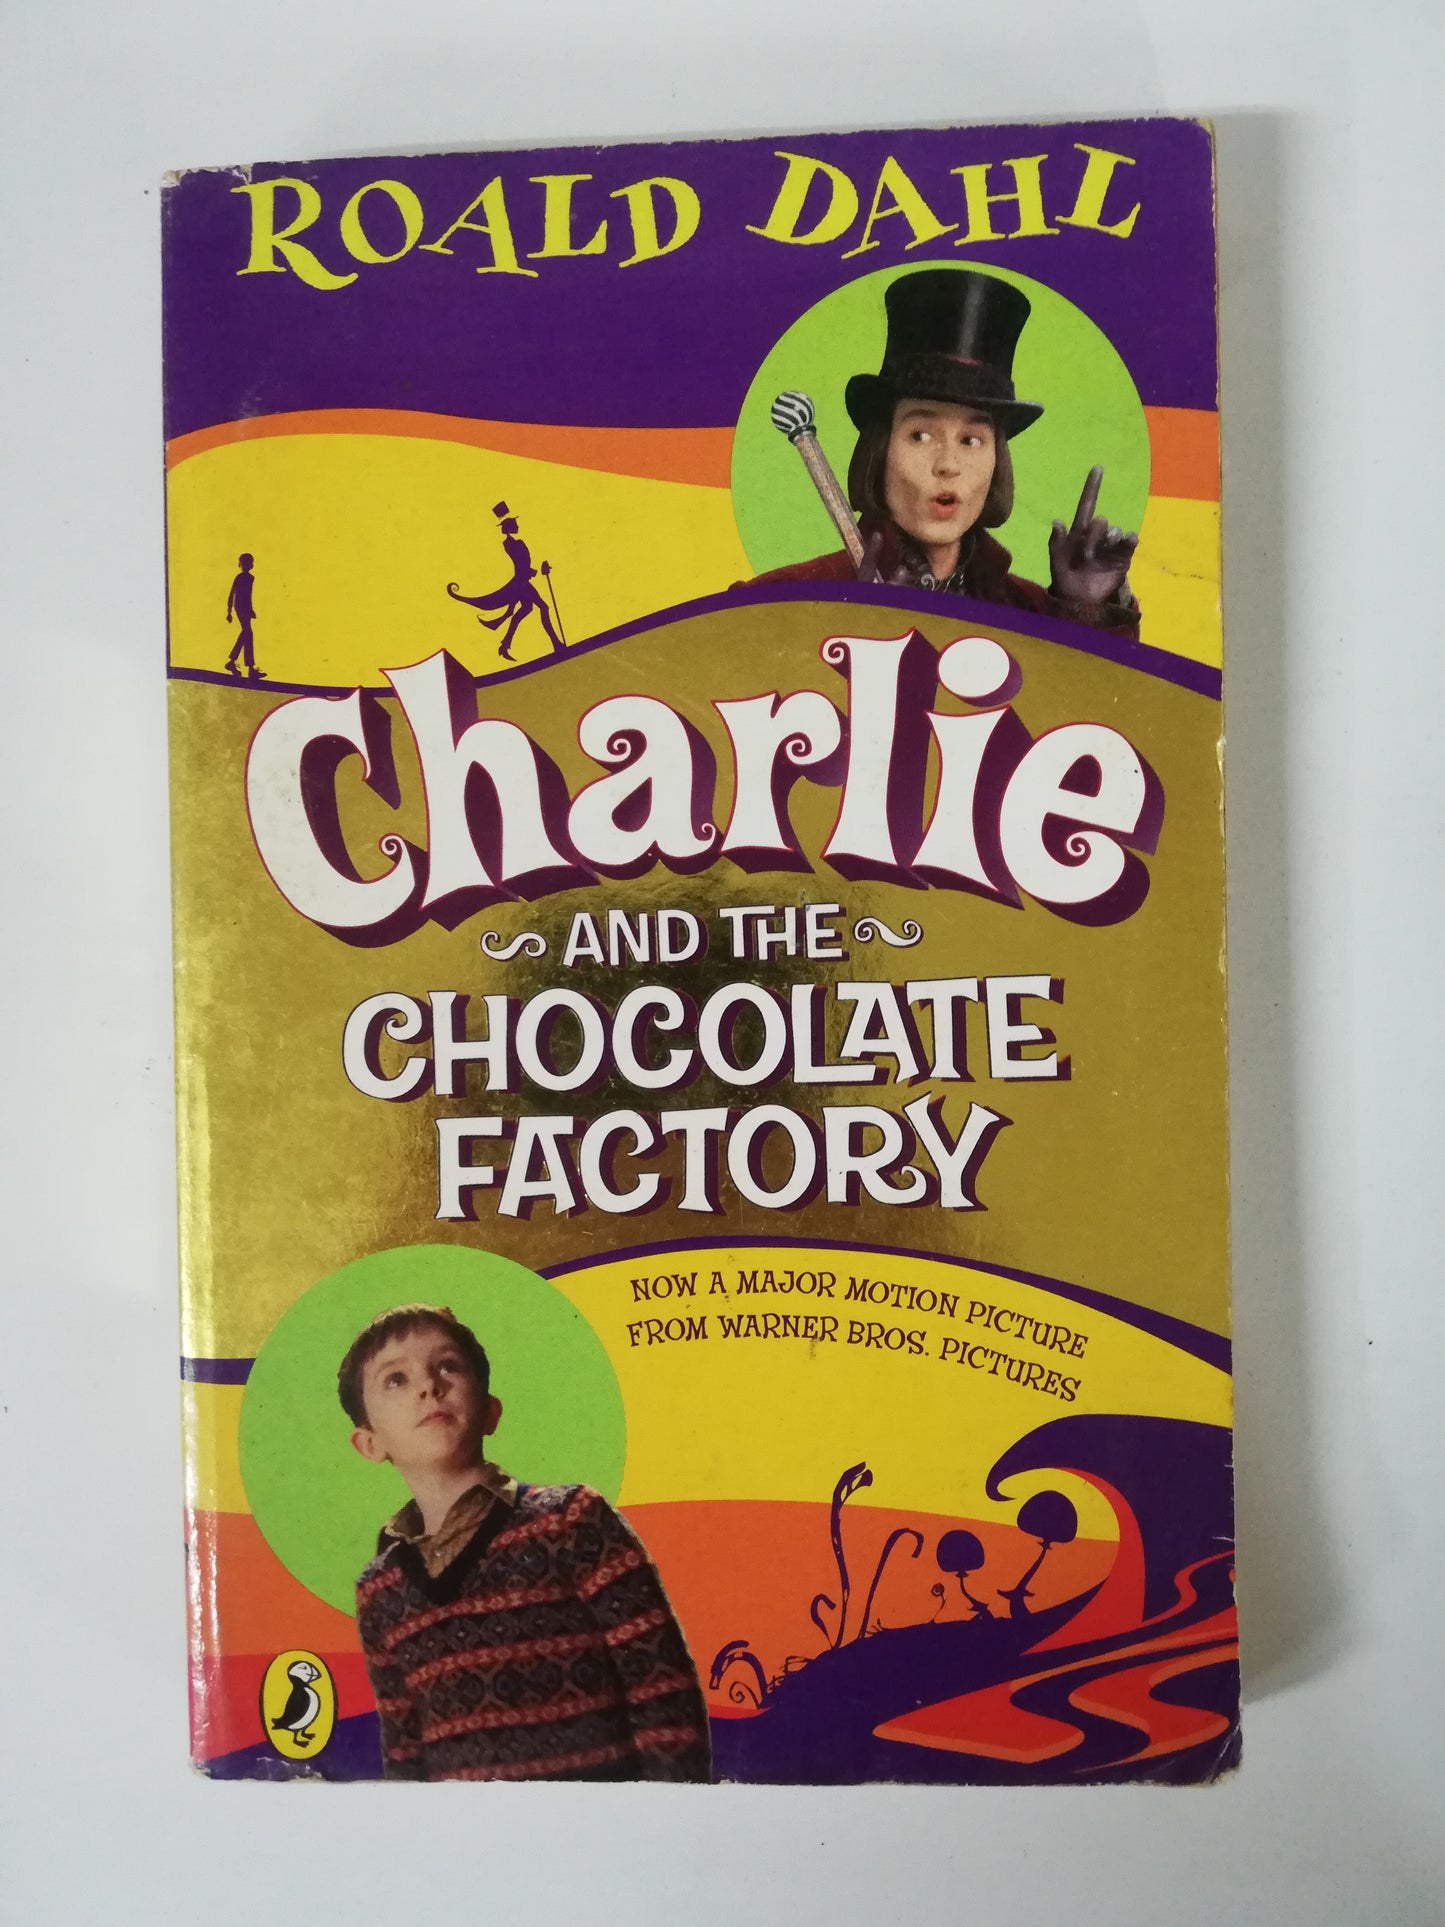 ROALD DAHL
Charlie
AND THE
CHOCOLATE
FACTORY
NOW A MAJOR MOTION PICTURE
FROM WARNER BROS. PICTURES